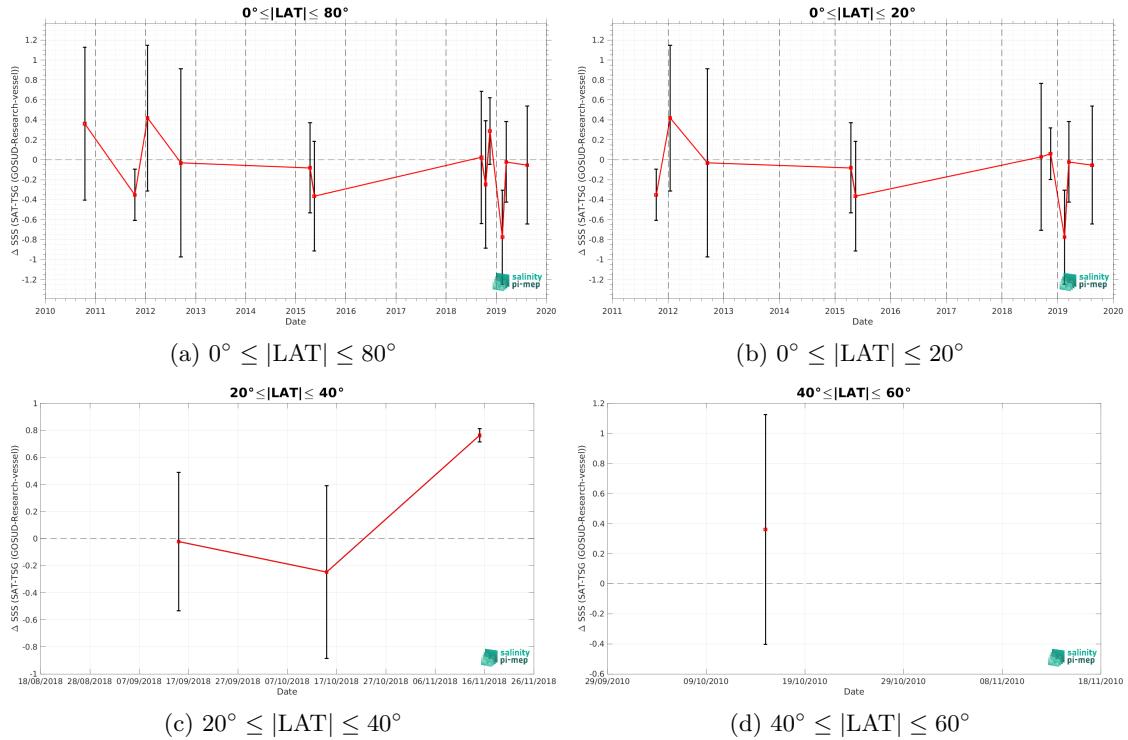 0°≤|LAT|≤ 80°
Δ SSS (SAT-TSG (GOSUD-Research-vessel))
1.2
1
0.8
0.6
0.4
0.2
0
-0.2
-0.4
-0.6
-0.8
-1
-1.2
salinity
pi-mep
2010 2011 2012 2013 2014 2015 2016 2017 2018 2019 2020
Date
(a) 0° ≤ |LAT| ≤ 80°
0°≤|LAT|≤ 20°
Δ SSS (SAT-TSG (GOSUD-Research-vessel))
1.2
1
0.8
0.6
0.4
0.2
0
-0.2
-0.4
-0.6
-0.8
-1
-1.2
salinity
pi-mep
2011 2012 2013 2014 2015 2016 2017 2018 2019 2020
Date
(b) 0° ≤ |LAT| ≤ 20°
20°≤|LAT|≤ 40°
Δ SSS (SAT-TSG (GOSUD-Research-vessel))
1
0.8
0.6
0.4
0.2
0
-0.2
-0.4
-0.6
-0.8
-1
salinity
pi-mep
18/08/2018 28/08/2018 07/09/2018 17/09/2018 27/09/2018 07/10/2018 17/10/2018 27/10/2018 06/11/2018 16/11/2018 26/11/2018
Date
(c) 20° ≤ |LAT| ≤ 40°
40°≤|LAT|≤ 60°
Δ SSS (SAT-TSG (GOSUD-Research-vessel))
1.2
1
0.8
0.6
0.4
0.2
0
-0.2
-0.4
-0.6
salinity
pi-mep
29/09/2010 09/10/2010 19/10/2010 29/10/2010 08/11/2010 18/11/2010
Date
(d) 40° ≤ |LAT| ≤ 60°